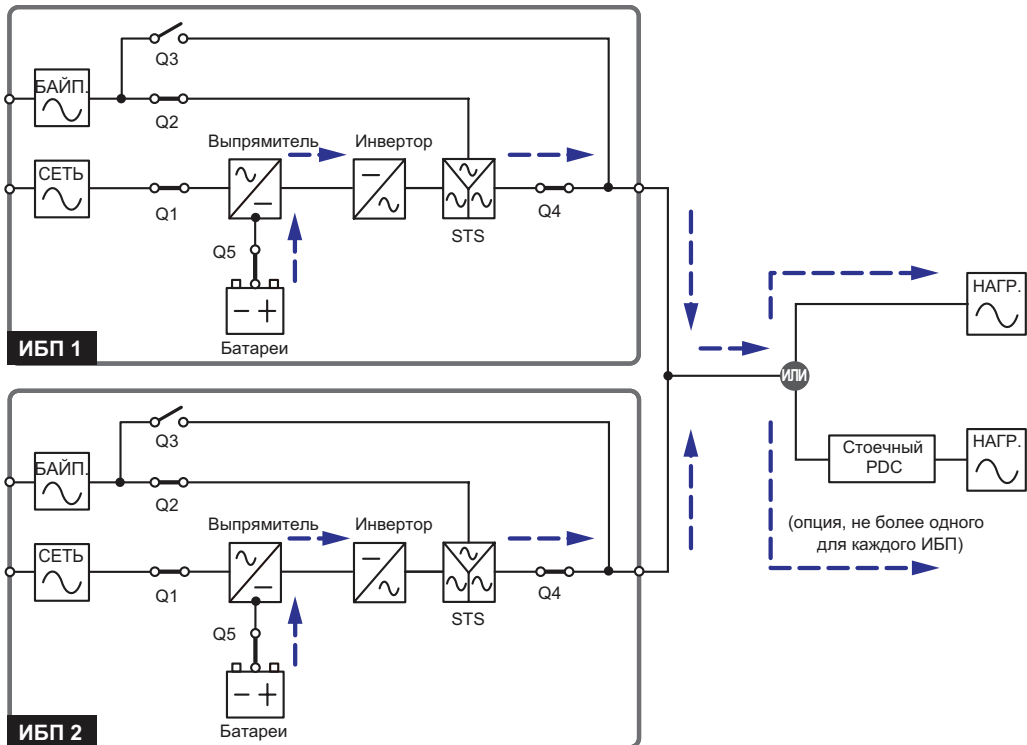 Q3
БАЙП.
Q2
Выпрямитель
Инвертор
СЕТЬ
Q1
STS
Q4
Q5
− +
Батареи
ИБП 1
НАГР.
ИЛИ
Стоечный
PDC
НАГР.
(опция, не более одного
для каждого ИБП)
Q3
БАЙП.
Q2
Выпрямитель
Инвертор
СЕТЬ
Q1
STS
Q4
Q5
− +
Батареи
ИБП 2